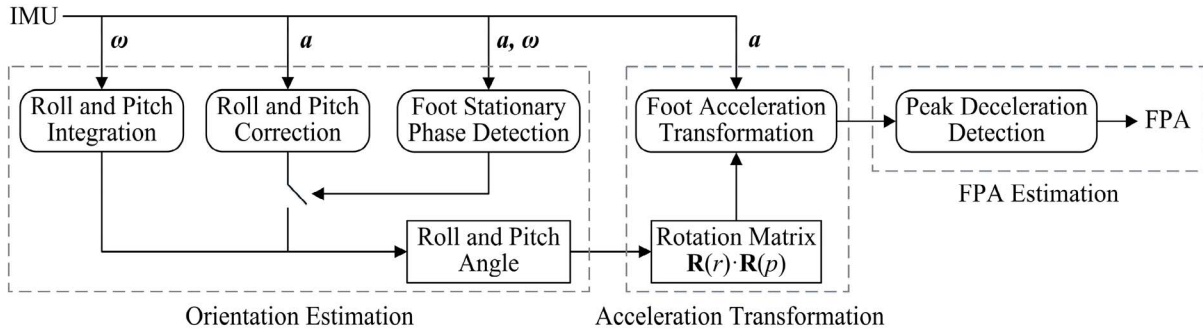 IMU
ω
a
a, ω
a
Roll and Pitch
Integration
Roll and Pitch
Correction
Foot Stationary
Phase Detection
Foot Acceleration
Transformation
Peak Decceleration
Detection
FPA
FPA Estimation
Roll and Pitch
Angle
Rotation Matrix
R(r)·R(p)
Orientation Estimation
Acceleration Transformation